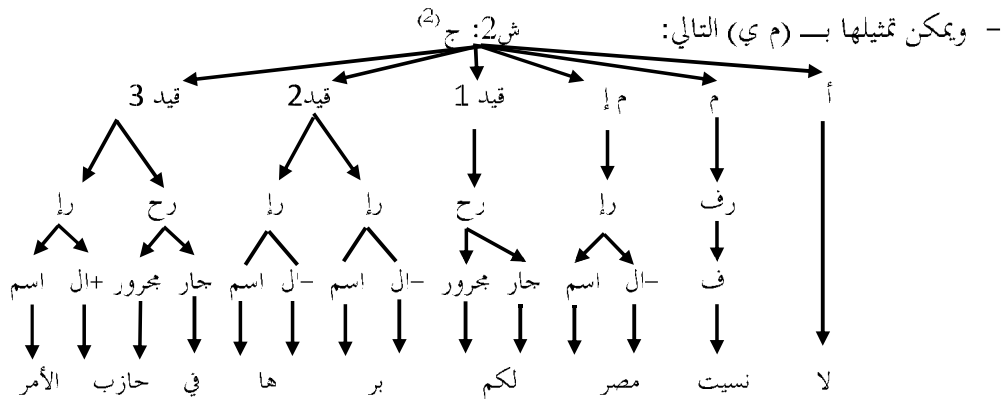 – ويمكن تمثيلها بـــ (م ي) التالي:
ش2: ج (2)
أ م م إ قيد 1 قيد2 قيد 3
رف رإ رح رإ رإ رح رإ
ف –ال اسم جار مجرور –ال اسم –ال اسم جار مجرور +ال اسم
لا نسيت مصر لكم بر ها في حازب الأمر